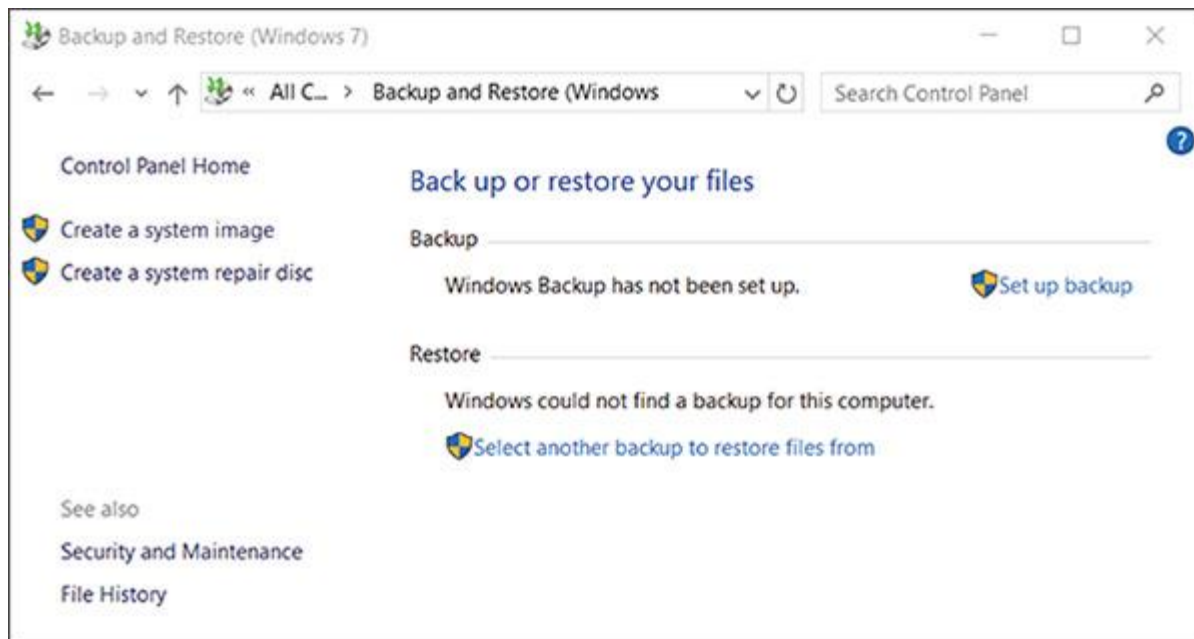 Backup and Restore (Windows 7)
« All C... > Backup and Restore (Windows
Search Control Panel
?
Control Panel Home
Create a system image
Create a system repair disc
Back up or restore your files
Backup
Windows Backup has not been set up.
Set up backup
Restore
Windows could not find a backup for this computer.
Select another backup to restore files from
See also
Security and Maintenance
File History